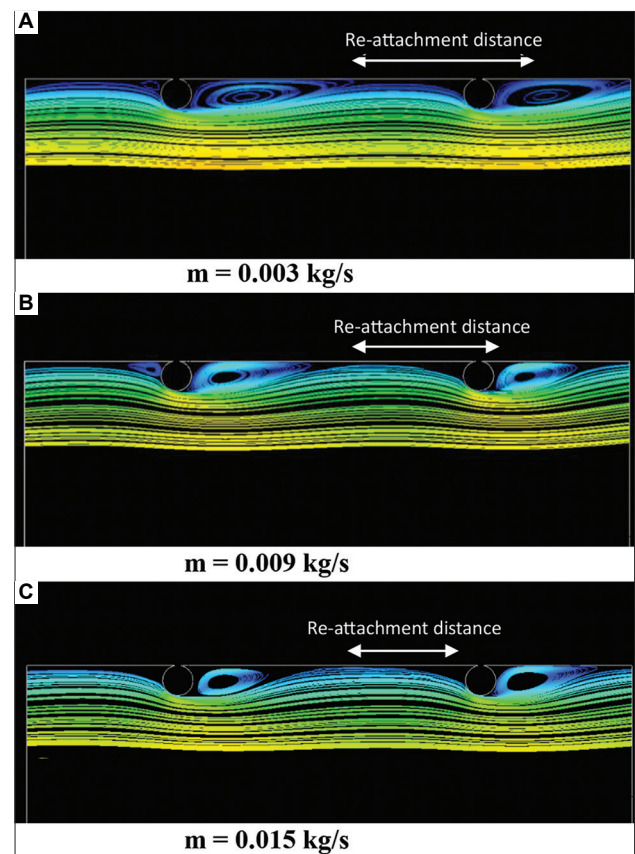 A
Re-attachment distance
m = 0.003 kg/s
B
Re-attachment distance
m = 0.009 kg/s
C
Re-attachment distance
m = 0.015 kg/s